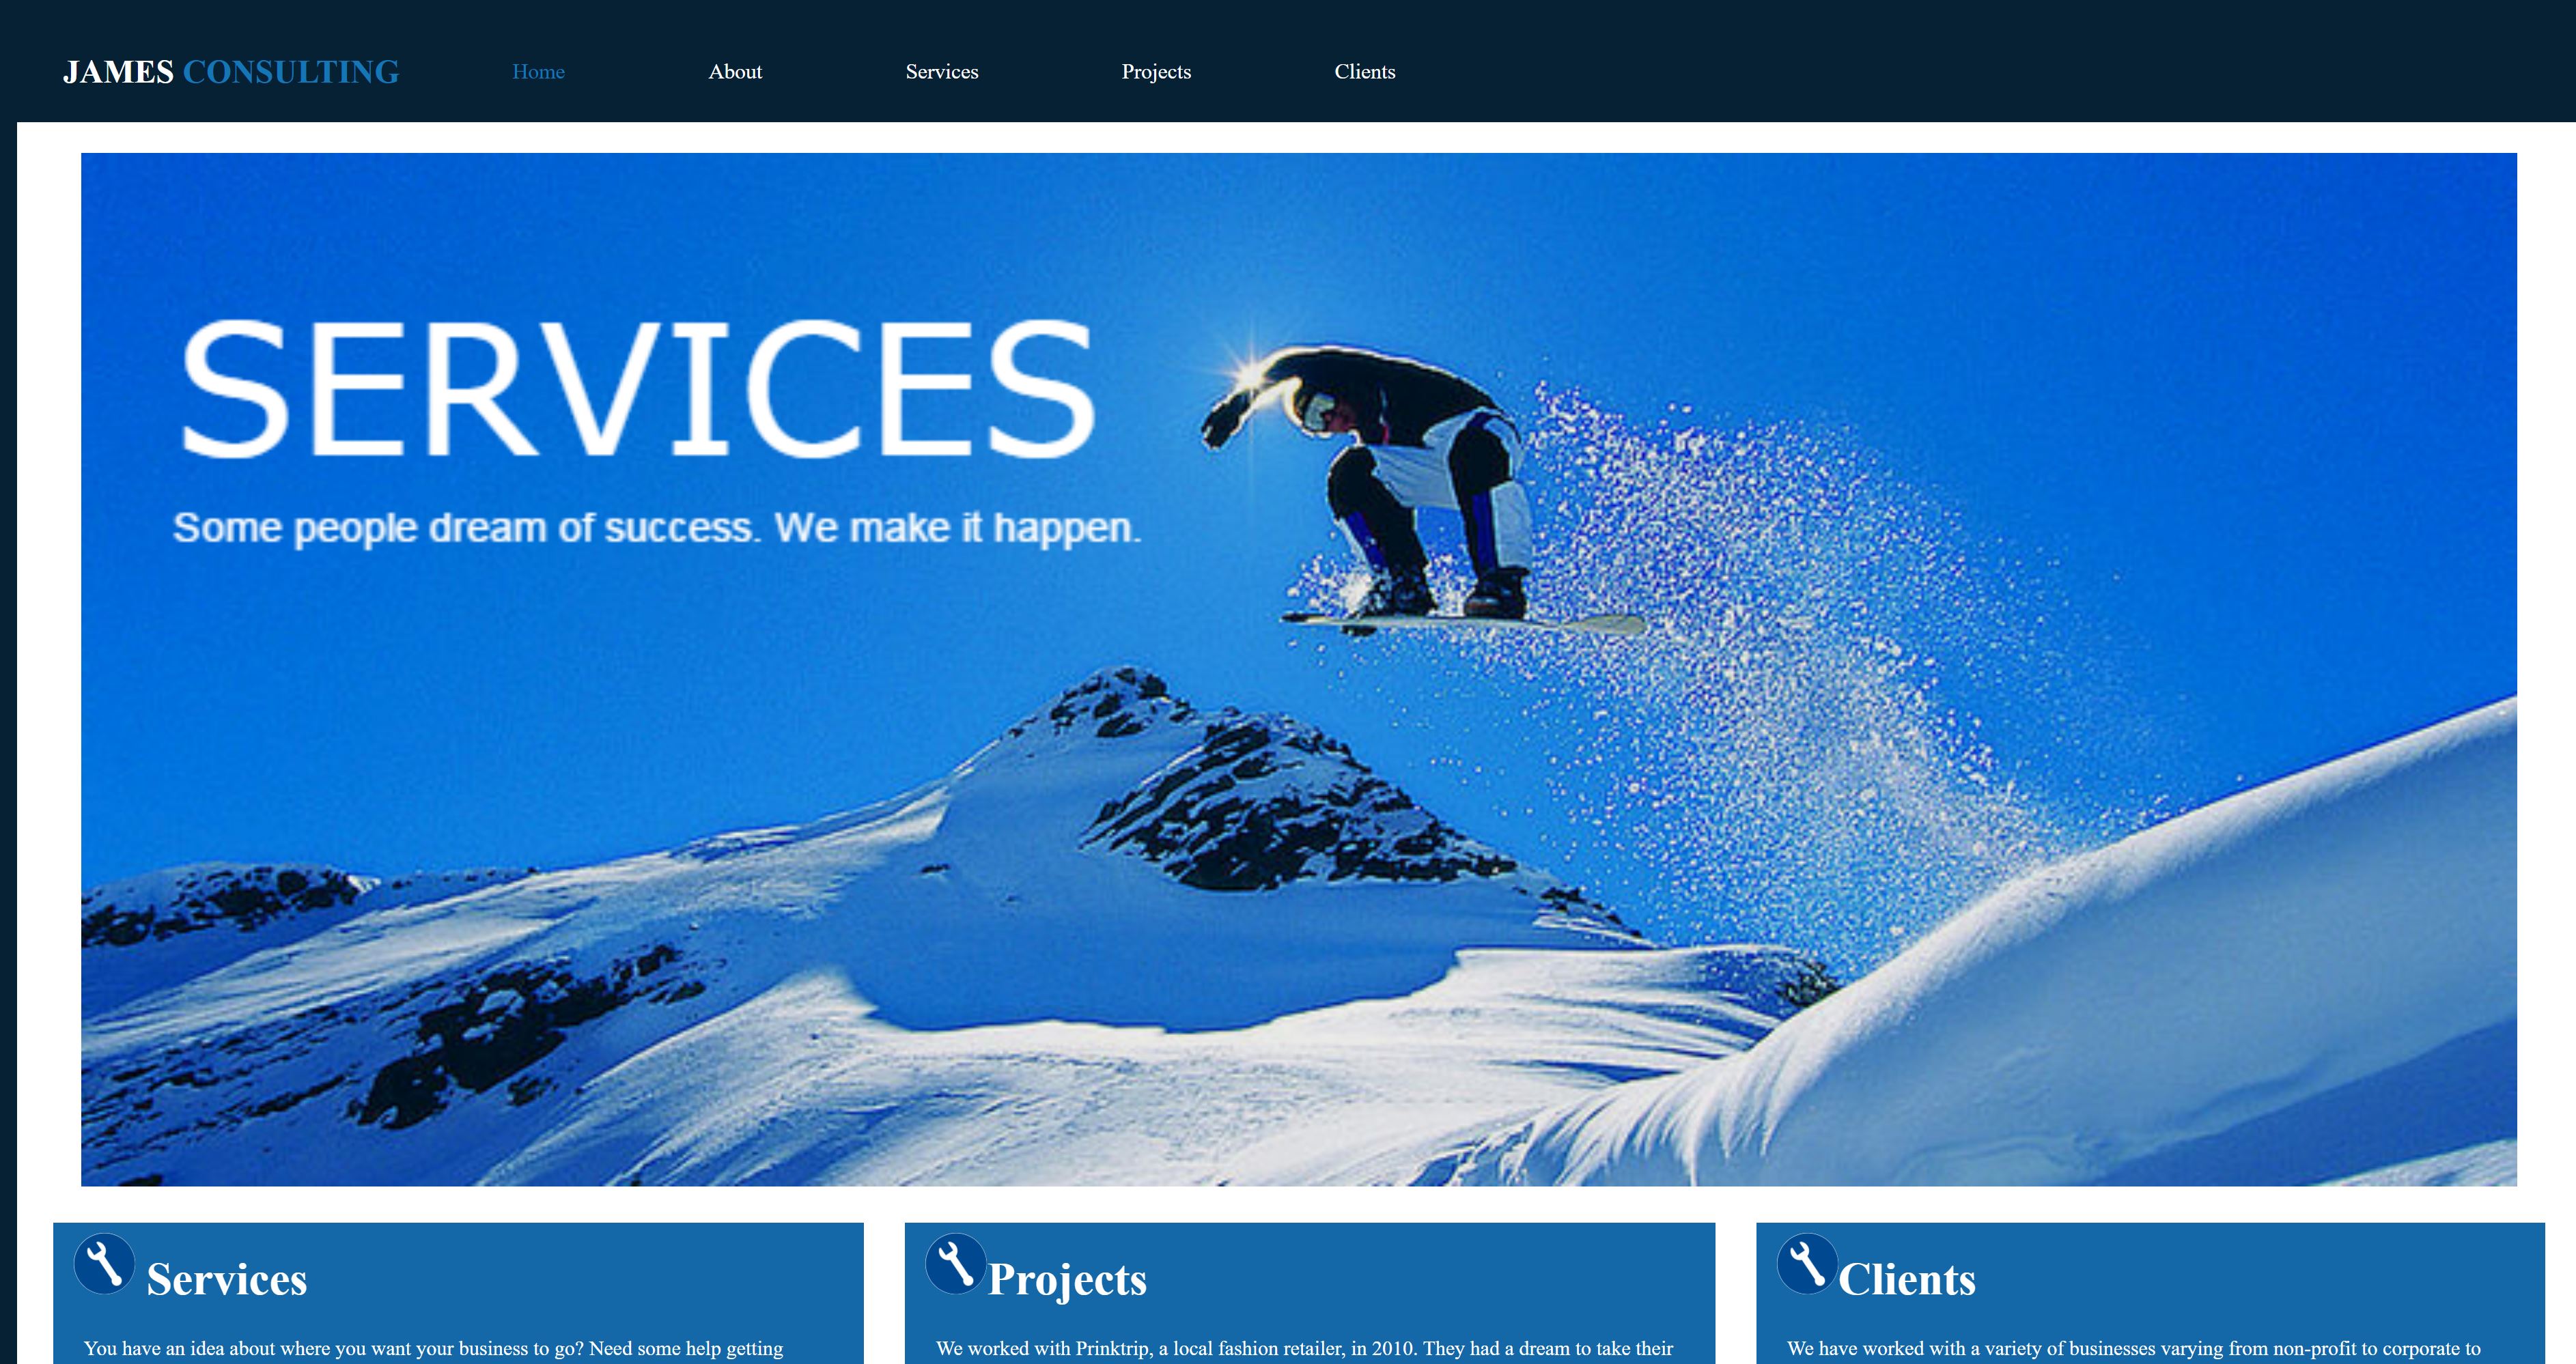 JAMES CONSULTING
Home About Services Projects Clients
SERVICES
Some people dream of success. We make it happen.
Services
You have an idea about where you want your business to go? Need some help getting
Projects
We worked with Prinktrip, a local fashion retailer, in 2010. They had a dream to take their
Clients
We have worked with a variety of businesses varying from non-profit to corporate to